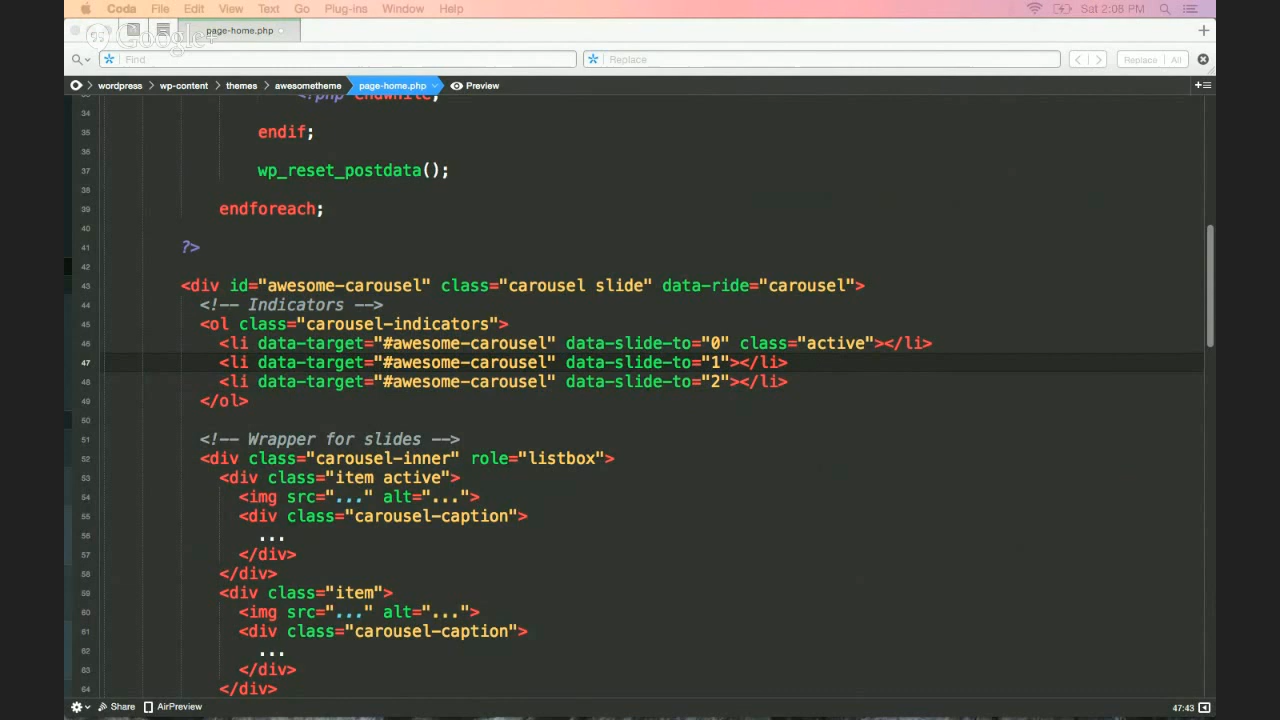 Coda File Edit View Text Go Plug-ins Window Help Sat 2:08 PM
Google+
page-home.php
Find Replace Replace All
wordpress wp-content themes awesometheme page-home.php Preview
<?php endwhile;
34
35 endif;
36
37 wp_reset_postdata();
38
39 endforeach;
40
41 ?>
42
43 <div id="awesome-carousel" class="carousel slide" data-ride="carousel">
44 <!-- Indicators -->
45 <ol class="carousel-indicators">
46 <li data-target="#awesome-carousel" data-slide-to="0" class="active"></li>
47 <li data-target="#awesome-carousel" data-slide-to="1"></li>
48 <li data-target="#awesome-carousel" data-slide-to="2"></li>
49 </ol>
50
51 <!-- Wrapper for slides -->
52 <div class="carousel-inner" role="listbox">
53 <div class="item active">
54 <img src="..." alt="...">
55 <div class="carousel-caption">
56 ...
57 </div>
58 </div>
59 <div class="item">
60 <img src="..." alt="...">
61 <div class="carousel-caption">
62 ...
63 </div>
64 </div>
Share AirPreview 47:43